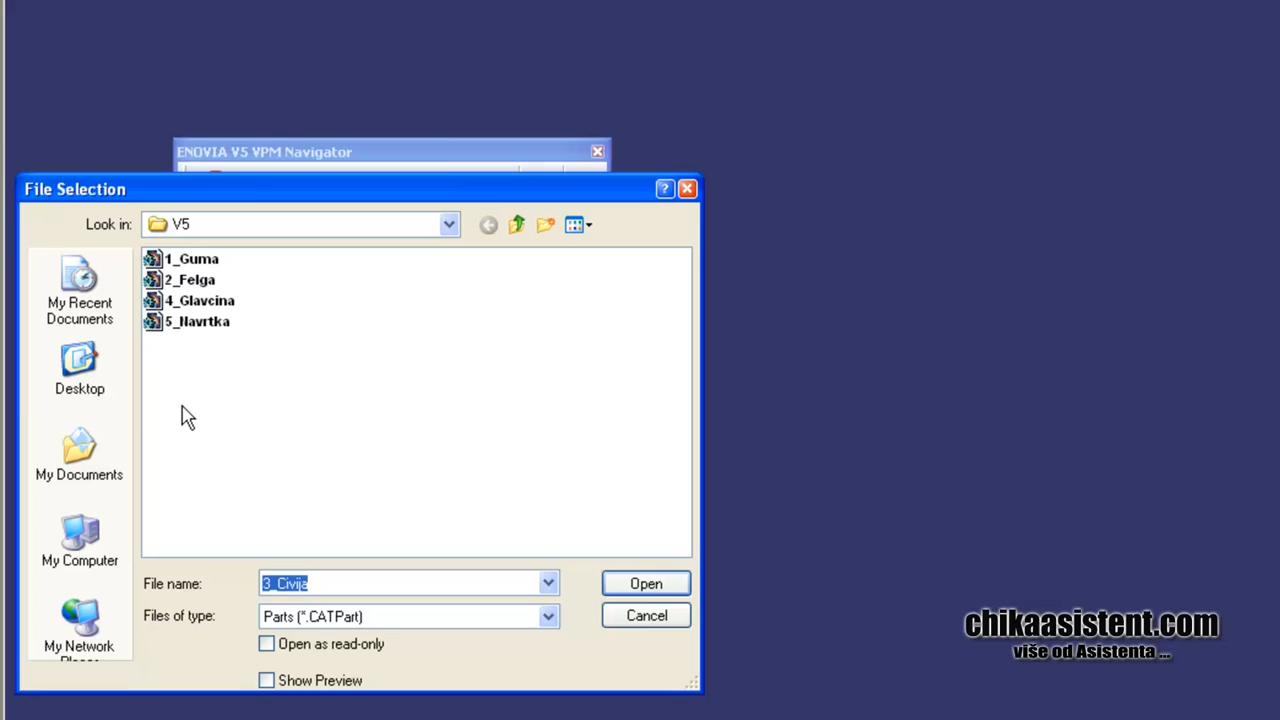 ENOVIA V5 VPM Navigator
File Selection
Look in:
V5
1_Guma
2_Felga
4_Glavcina
5_Navrtka
My Recent
Documents
Desktop
My Documents
My Computer
My Network
Places
File name:
3_Civija
Open
Files of type:
Parts (*.CATPart)
Cancel
Open as read-only
Show Preview
chikaasistent.com
više od Asistenta ...